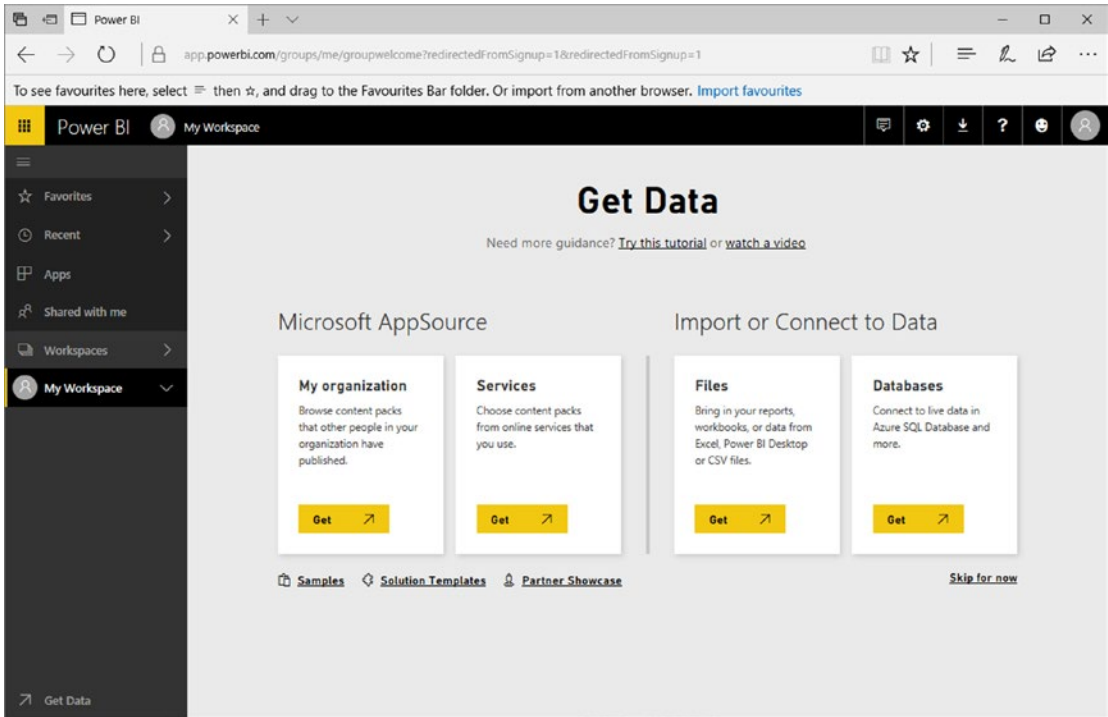 Power BI
app.powerbi.com/groups/me/groupwelcome?redirectedFromSignup=1&redirectedFromSignup=1
To see favourites here, select ≡ then ☆, and drag to the Favourites Bar folder. Or import from another browser. Import favourites
Power BI My Workspace
Favorites
Recent
Apps
Shared with me
Workspaces
My Workspace
Get Data
Get Data
Need more guidance? Try this tutorial or watch a video
Microsoft AppSource
My organization
Browse content packs
that other people in your
organization have
published.
Get
Services
Choose content packs
from online services that
you use.
Get
Import or Connect to Data
Files
Bring in your reports,
workbooks, or data from
Excel, Power BI Desktop
or CSV files.
Get
Databases
Connect to live data in
Azure SQL Database and
more.
Get
Samples Solution Templates Partner Showcase
Skip for now